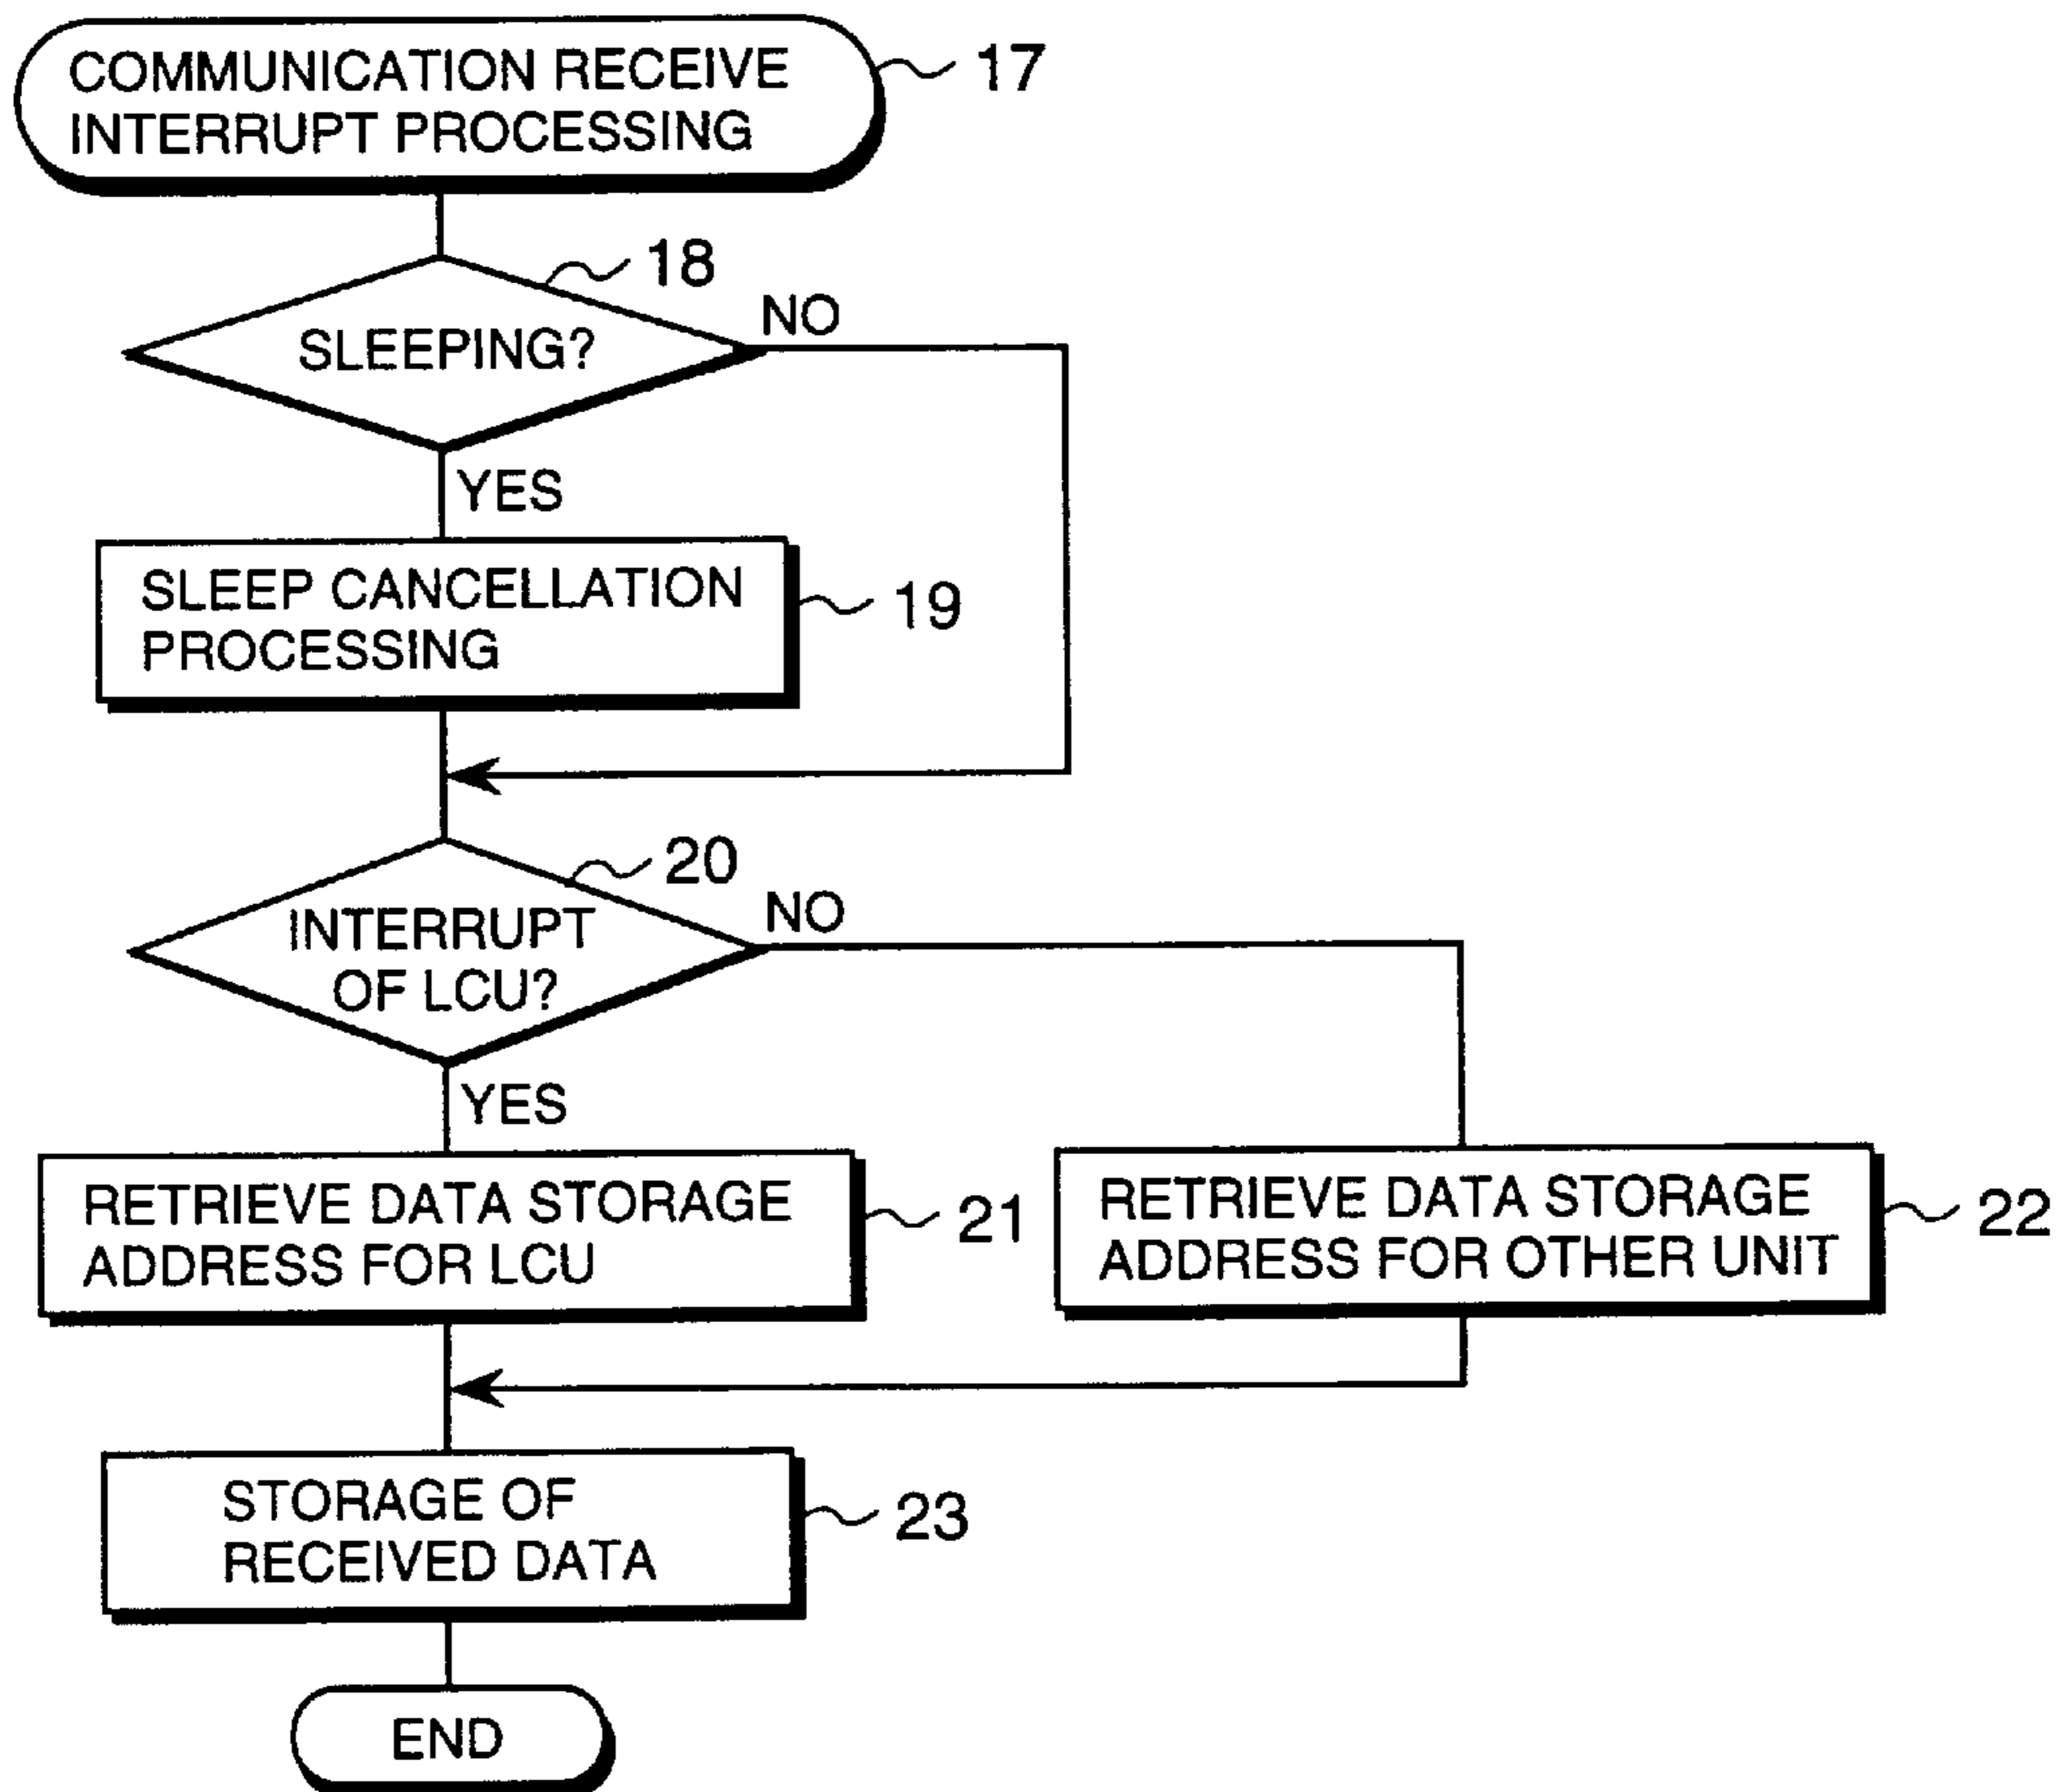 COMMUNICATION RECEIVE
INTERRUPT PROCESSING
17
18
SLEEPING?
NO
YES
SLEEP CANCELLATION
PROCESSING
19
20
INTERRUPT
OF LCU?
NO
YES
RETRIEVE DATA STORAGE
ADDRESS FOR LCU
21
RETRIEVE DATA STORAGE
ADDRESS FOR OTHER UNIT
22
STORAGE OF
RECEIVED DATA
23
END